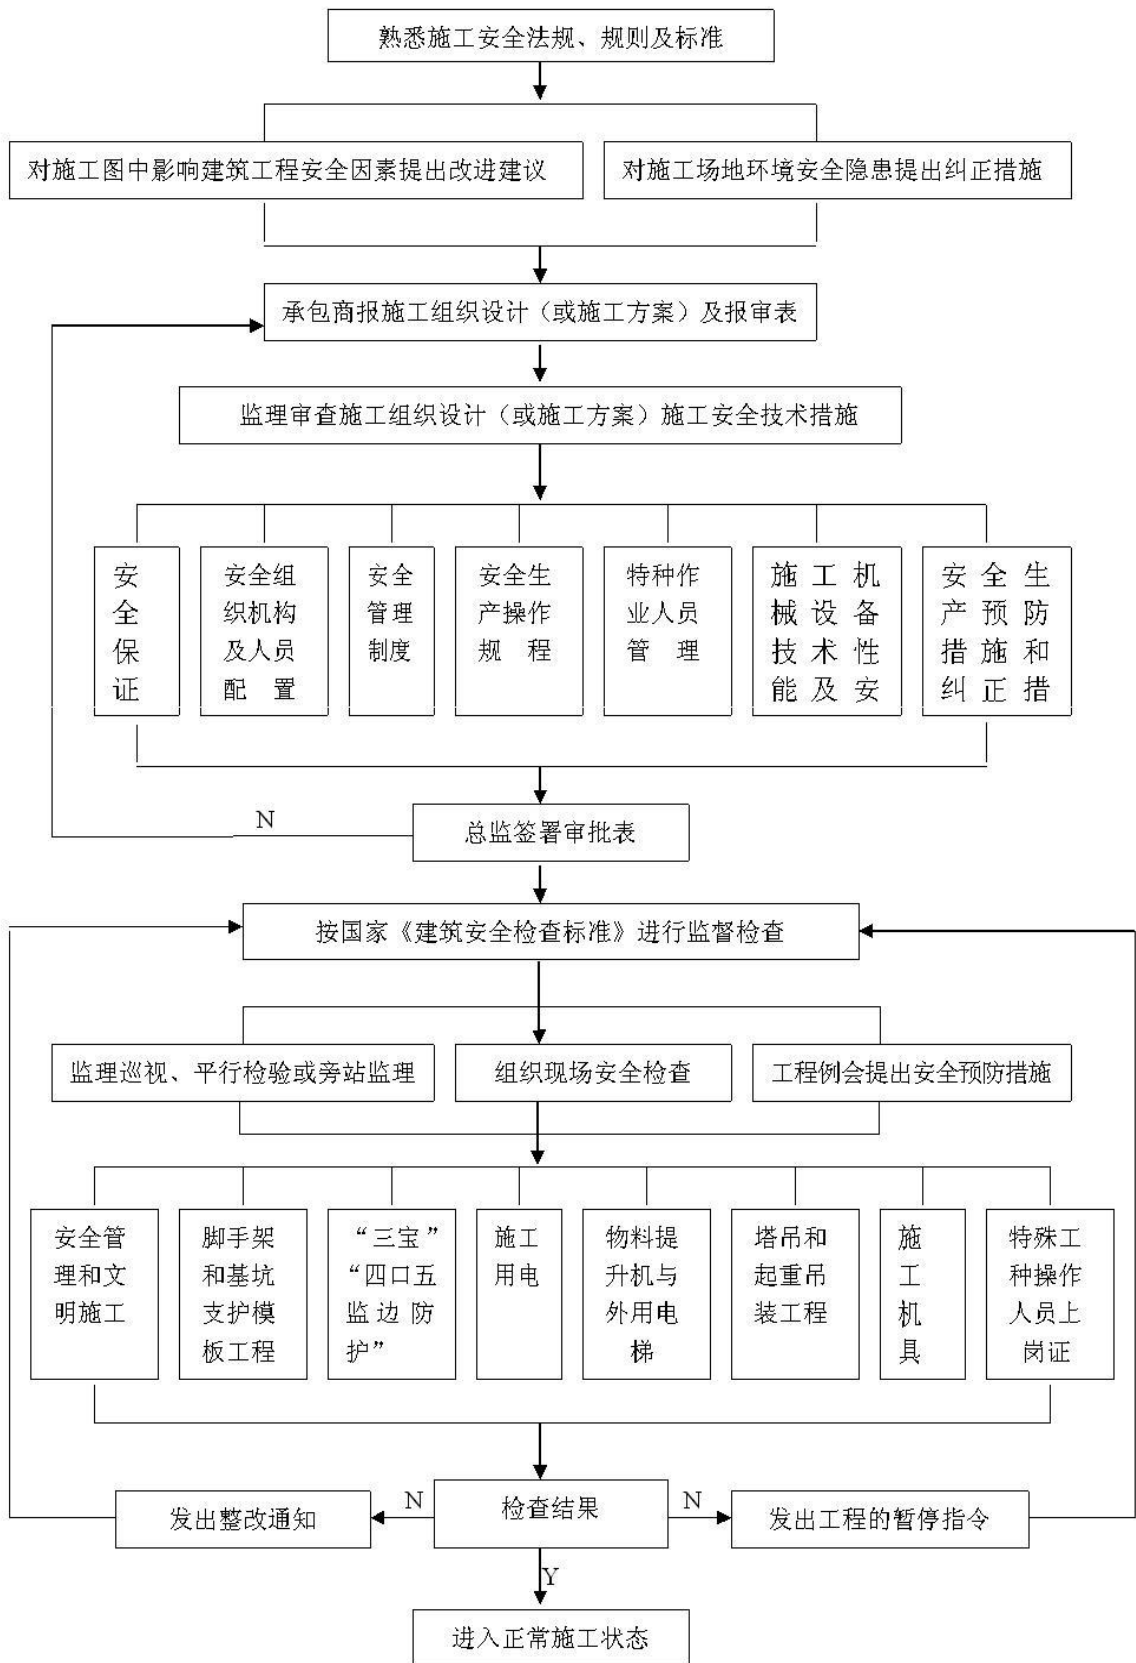 熟悉施工安全法规、规则及标准
对施工图中影响建筑工程安全因素提出改进建议
对施工场地环境安全隐患提出纠正措施
承包商报施工组织设计（或施工方案）及报审表
监理审查施工组织设计（或施工方案）施工安全技术措施
安
全
保
证
安全组
织机构
及人员
配 置
安全
管理
制度
安全生
产操作
规 程
特种作
业人员
管 理
施工机
械设备
技术性
能及安
安全生
产预防
措施和
纠正措
N
总监签署审批表
按国家《建筑安全检查标准》进行监督检查
监理巡视、平行检验或旁站监理
组织现场安全检查
工程例会提出安全预防措施
安全管
理和文
明施工
脚手架
和基坑
支护模
板工程
“三宝”
“四口五
监边防
护”
施工
用电
物料提
升机与
外用电
梯
塔吊和
起重吊
装工程
施
工
机
具
特殊工
种操作
人员上
岗证
发出整改通知
N
检查结果
N
发出工程的暂停指令
Y
进入正常施工状态